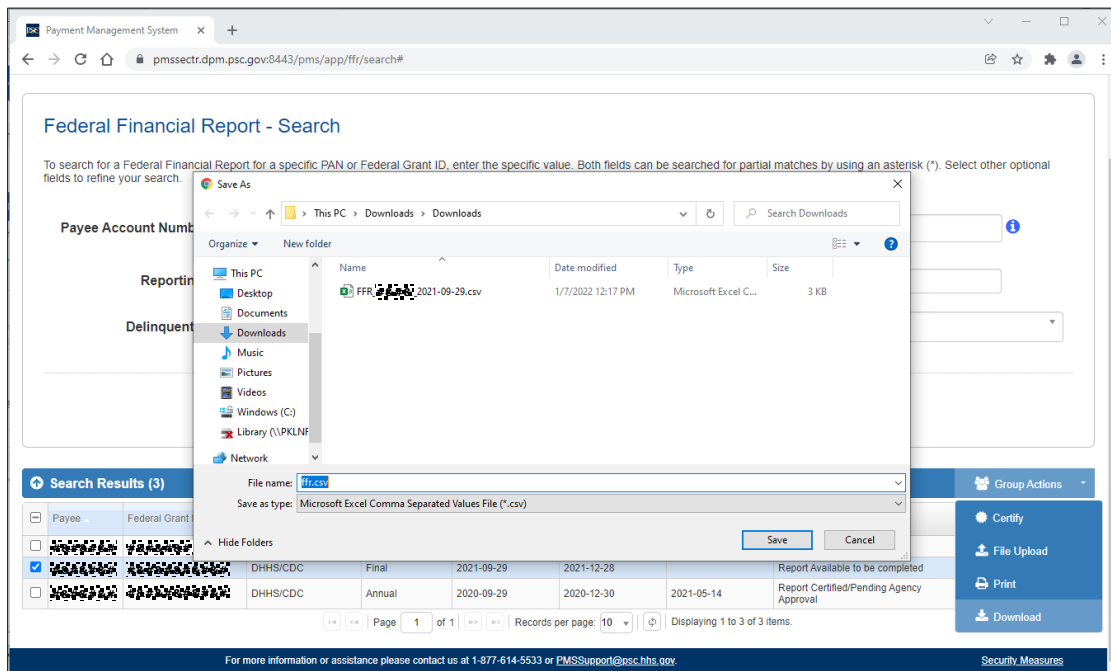 Payment Management System
pmssectr.dpm.psc.gov:8443/pms/app/ffr/search#
Federal Financial Report - Search
To search for a Federal Financial Report for a specific PAN or Federal Grant ID, enter the specific value. Both fields can be searched for partial matches by using an asterisk (*). Select other optional
fields to refine your search.
Save As
This PC > Downloads > Downloads
Search Downloads
Payee Account Numb
Organize New folder
This PC
Desktop
Documents
Downloads
Music
Pictures
Videos
Windows (C:)
Library (\\PKLNF
Network
Name Date modified Type Size
FFR_ _2021-09-29.csv 1/7/2022 12:17 PM Microsoft Excel C... 3 KB
Reportin
Delinquent
File name: ffr.csv
Save as type: Microsoft Excel Comma Separated Values File (*.csv)
Hide Folders Save Cancel
Search Results (3) Group Actions
Payee Federal Grant
Certify
File Upload
Print
Download
DHHS/CDC Final 2021-09-29 2021-12-28 Report Available to be completed
DHHS/CDC Annual 2020-09-29 2020-12-30 2021-05-14 Report Certified/Pending Agency
Approval
Page 1 of 1 Records per page: 10 Displaying 1 to 3 of 3 items.
For more information or assistance please contact us at 1-877-614-5533 or PMSSupport@psc.hhs.gov. Security Measures